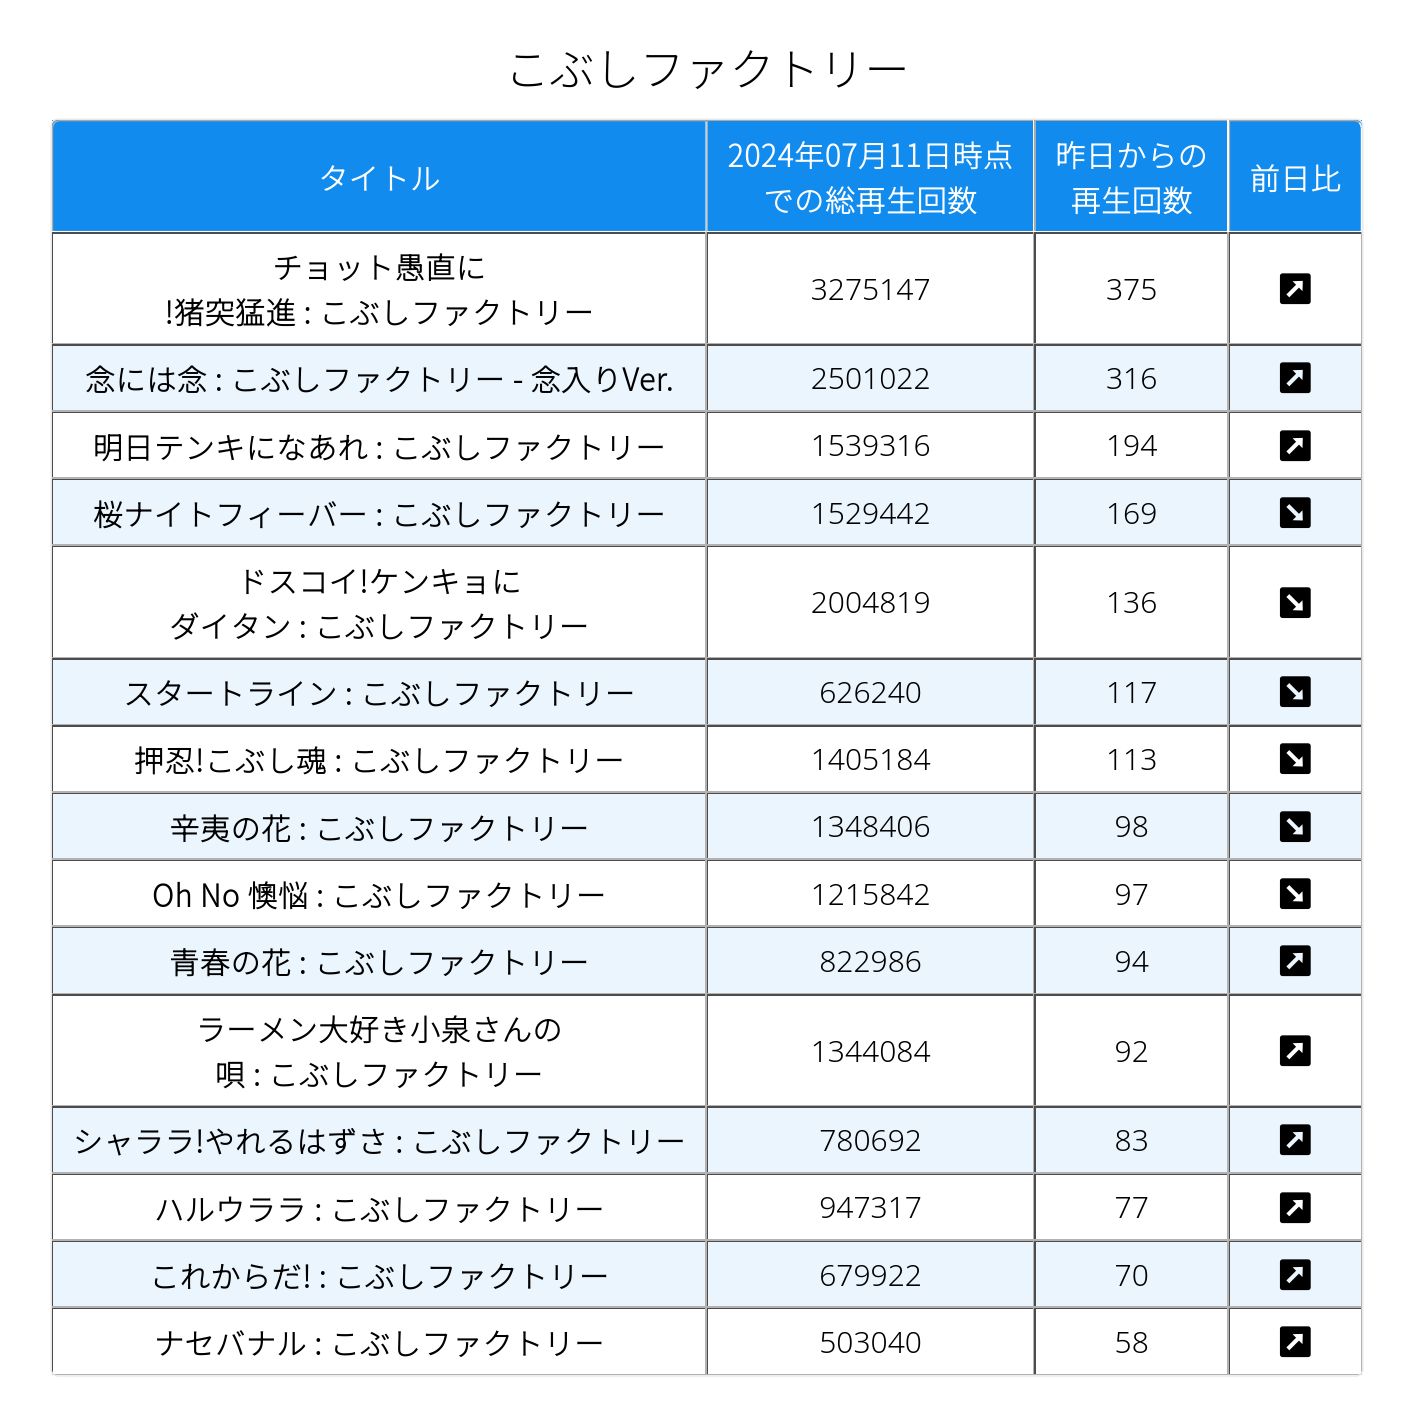 こぶしファクトリー
タイトル
2024年07月11日時点
での総再生回数
昨日からの
再生回数
前日比
チョット愚直に
!猪突猛進 : こぶしファクトリー
3275147
375
念には念 : こぶしファクトリー - 念入りVer.
2501022
316
明日テンキになあれ : こぶしファクトリー
1539316
194
桜ナイトフィーバー : こぶしファクトリー
1529442
169
ドスコイ!ケンキョに
ダイタン : こぶしファクトリー
2004819
136
スタートライン : こぶしファクトリー
626240
117
押忍!こぶし魂 : こぶしファクトリー
1405184
113
辛夷の花 : こぶしファクトリー
1348406
98
Oh No 懊悩 : こぶしファクトリー
1215842
97
青春の花 : こぶしファクトリー
822986
94
ラーメン大好き小泉さんの
唄 : こぶしファクトリー
1344084
92
シャララ!やれるはずさ : こぶしファクトリー
780692
83
ハルウララ : こぶしファクトリー
947317
77
これからだ! : こぶしファクトリー
679922
70
ナセバナル : こぶしファクトリー
503040
58